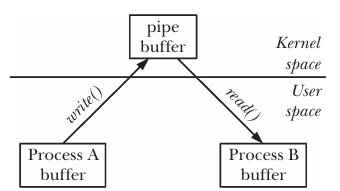 pipe
buffer
Kernel
space
User
space
write()
read()
Process A
buffer
Process B
buffer